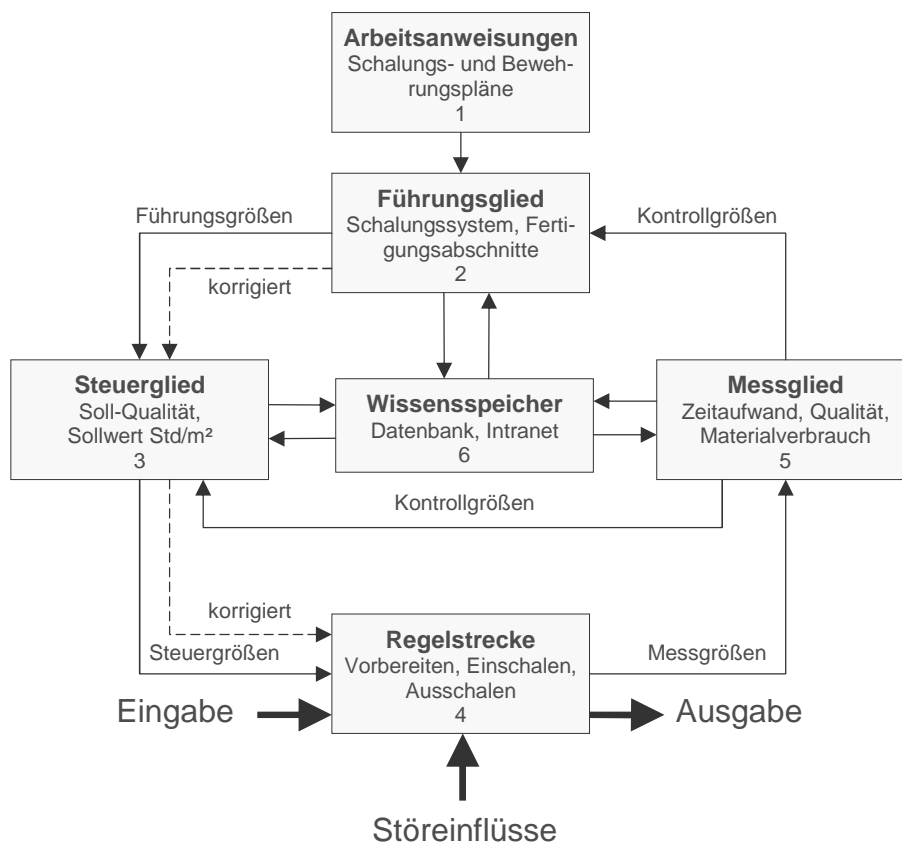 Arbeitsanweisungen
Schalungs- und Beweh-
rungspläne
1
Führungsglied
Schalungssystem, Ferti-
gungsabschnitte
2
Führungsgrößen
Kontrollgrößen
korrigiert
Steuerglied
Soll-Qualität,
Sollwert Std/m²
3
Wissensspeicher
Datenbank, Intranet
6
Messglied
Zeitaufwand, Qualität,
Materialverbrauch
5
Kontrollgrößen
korrigiert
Steuergrößen
Regelstrecke
Vorbereiten, Einschalen,
Ausschalen
4
Messgrößen
Eingabe
Ausgabe
Störeinflüsse